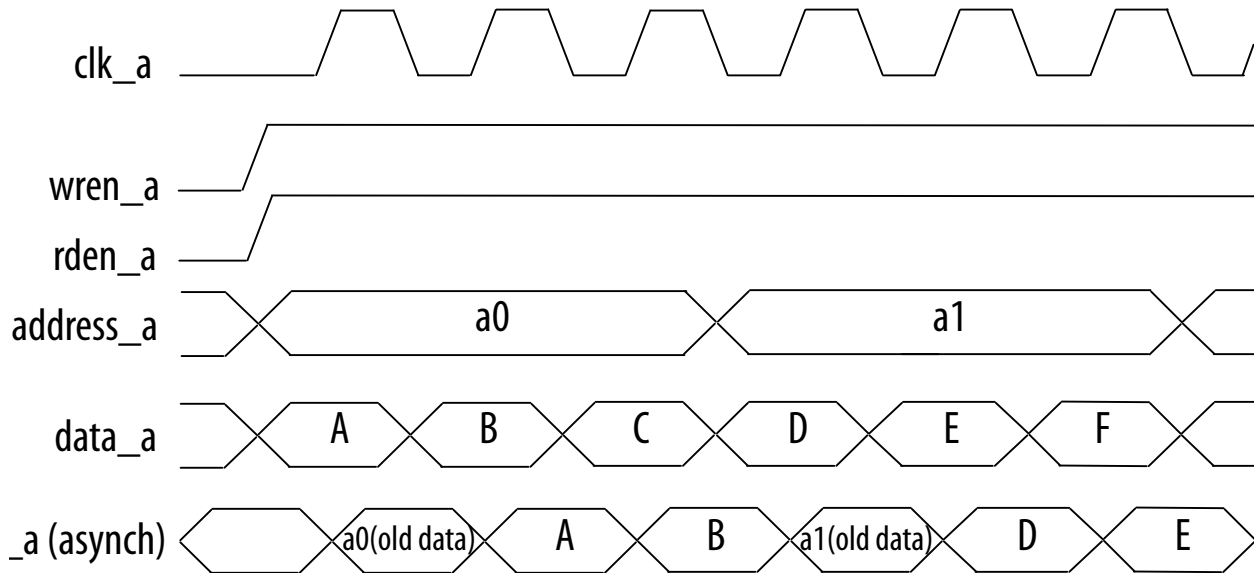 clk_a
wren_a
rden_a
address_a a0 a1
data_a A B C D E F
_a (asynch) a0(old data) A B a1(old data) D E